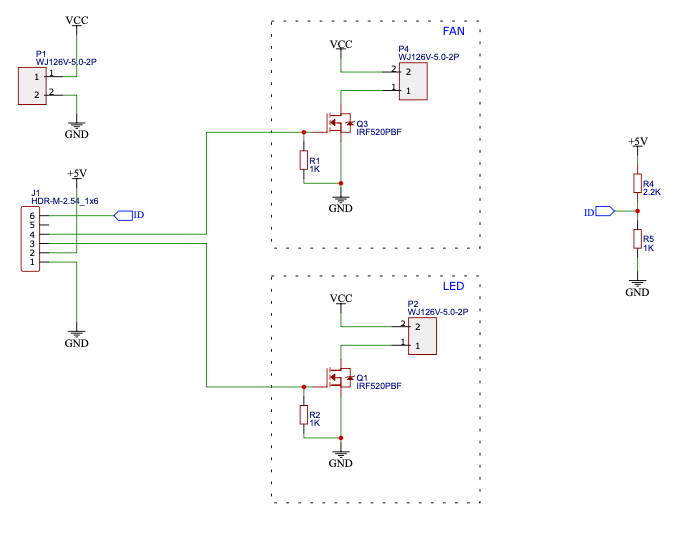 VCC
P1
WJ126V-5.0-2P
1 1
2 2
GND
+5V
J1
HDR-M-2.54_1x6
6
5
4
3
2
1
ID
GND
FAN
VCC
P4
WJ126V-5.0-2P
2 2
1 1
Q3
IRF520PBF
R1
1K
GND
LED
VCC
P2
WJ126V-5.0-2P
2 2
1 1
Q1
IRF520PBF
R2
1K
GND
+5V
R4
2.2K
ID
R5
1K
GND